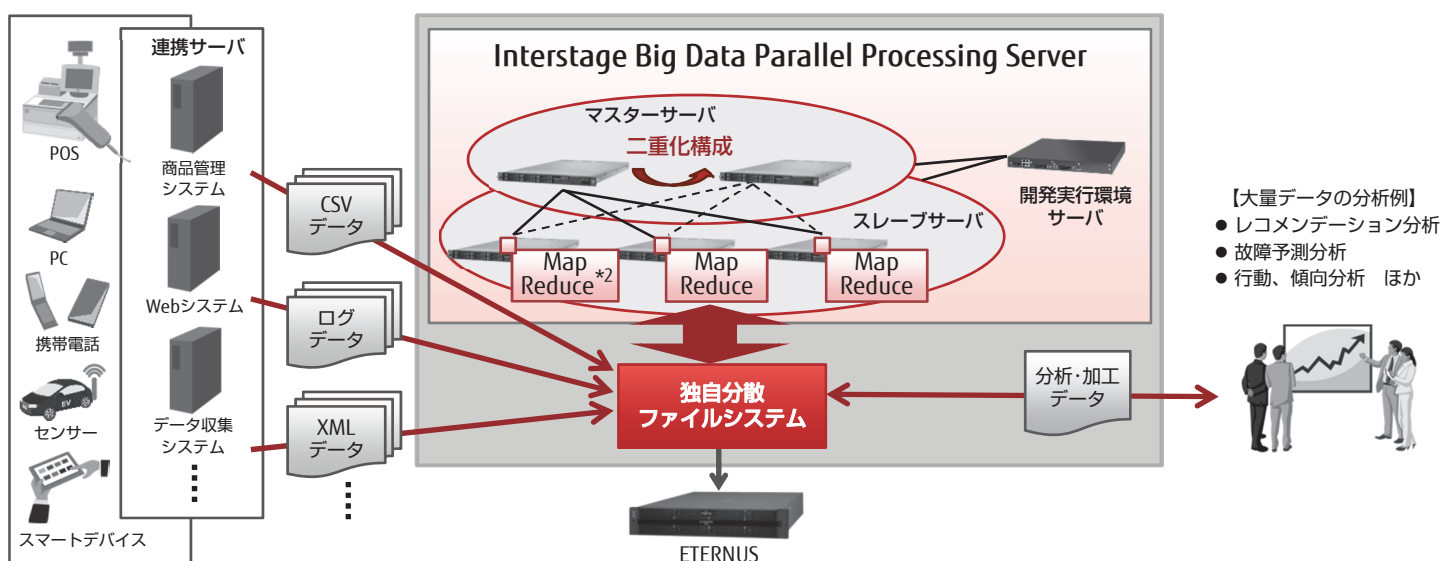 連携サーバ
POS
PC
携帯電話
EV
センサー
スマートデバイス
商品管理
システム
Webシステム
データ収集
システム
CSV
データ
ログ
データ
XML
データ
Interstage Big Data Parallel Processing Server
マスターサーバ
二重化構成
スレーブサーバ
開発実行環境
サーバ
Map
Reduce*2
Map
Reduce
Map
Reduce
独自分散
ファイルシステム
ETERNUS
分析・加工
データ
【大量データの分析例】
● レコメンデーション分析
● 故障予測分析
● 行動、傾向分析　ほか